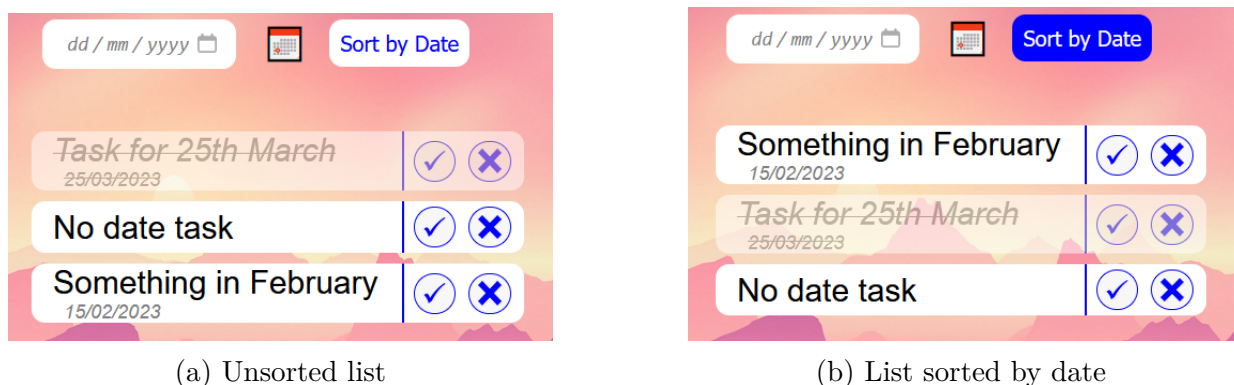 dd / mm / yyyy
Sort by Date
Task for 25th March
25/03/2023
No date task
Something in February
15/02/2023
(a) Unsorted list
dd / mm / yyyy
Sort by Date
Something in February
15/02/2023
Task for 25th March
25/03/2023
No date task
(b) List sorted by date